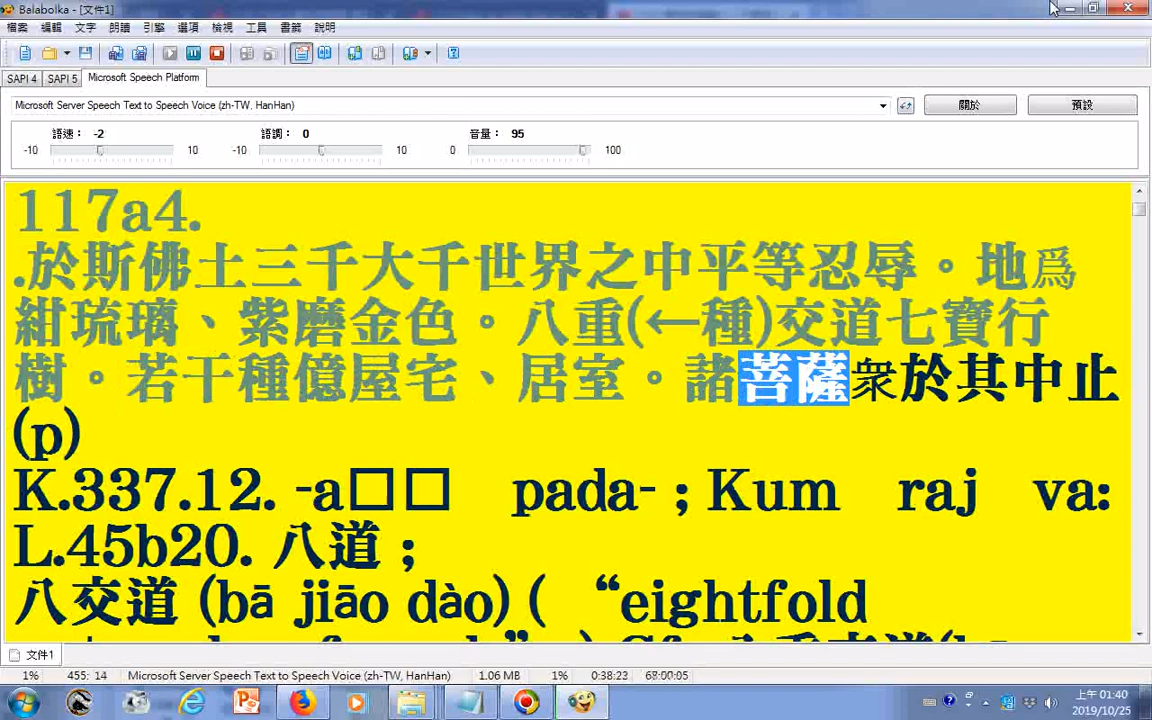 Balabolka - [文件1]
檔案 編輯 文字 朗讀 引擎 選項 檢視 工具 書籤 說明
SAPI 4 SAPI 5 Microsoft Speech Platform
Microsoft Server Speech Text to Speech Voice (zh-TW, HanHan) 關於 預設
語速： -2 語調： 0 音量： 95
-10 10 -10 10 0 100
117a4.
.於斯佛土三千大千世界之中平等忍辱。地爲
紺琉璃、紫磨金色。八重(←種)交道七寶行
樹。若干種億屋宅、居室。諸菩薩衆於其中止
(p)
K.337.12. -a□□ pada- ; Kum raj va:
L.45b20. 八道；
八交道 (bā jiāo dào) ( “eightfold
文件1
1% 455: 14 Microsoft Server Speech Text to Speech Voice (zh-TW, HanHan) 1.06 MB 1% 0:38:23 68:00:05
上午 01:40
2019/10/25